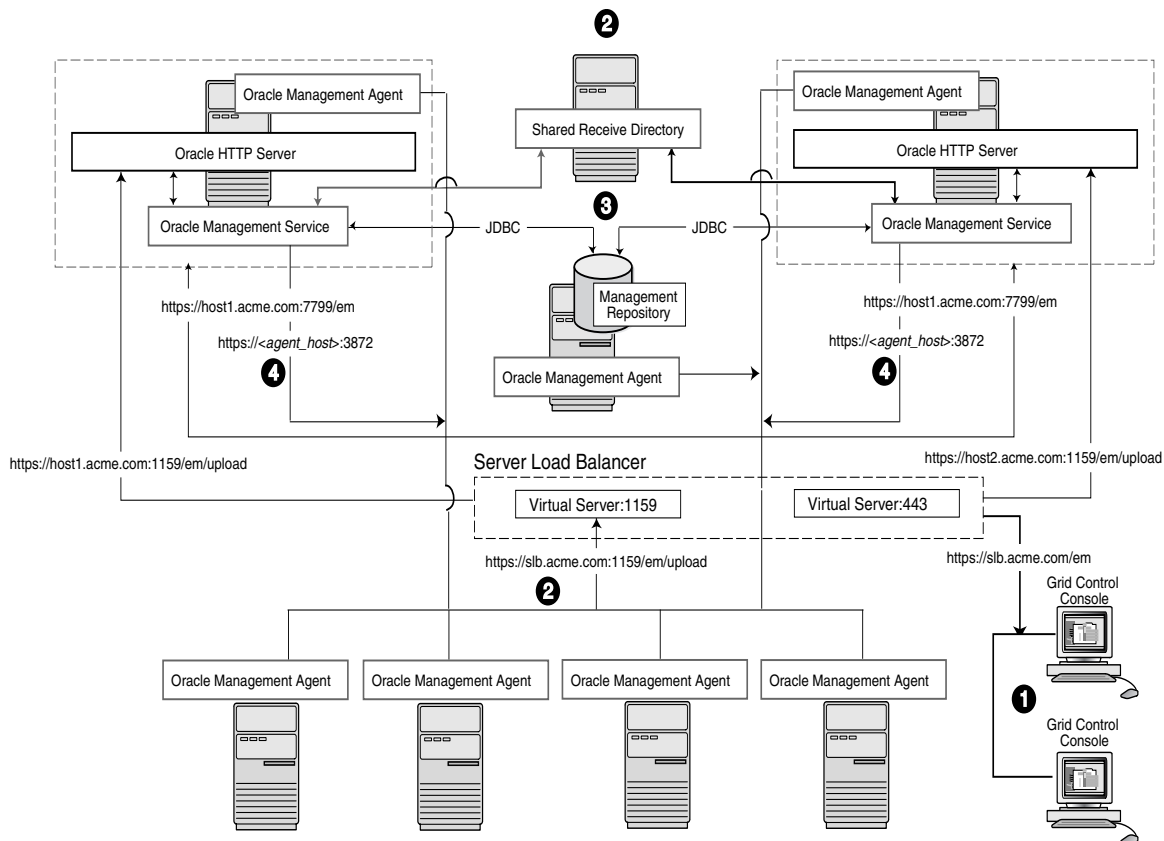 2
Oracle Management Agent
Oracle HTTP Server
Oracle Management Service
Shared Receive Directory
Oracle Management Agent
Oracle HTTP Server
Oracle Management Service
3
JDBC
JDBC
Management
Repository
Oracle Management Agent
https://host1.acme.com:7799/em
https://<agent_host>:3872
4
https://host1.acme.com:7799/em
https://<agent_host>:3872
4
https://host1.acme.com:1159/em/upload
https://host2.acme.com:1159/em/upload
Server Load Balancer
Virtual Server:1159
Virtual Server:443
https://slb.acme.com:1159/em/upload
2
https://slb.acme.com/em
Grid Control
Console
1
Grid Control
Console
Oracle Management Agent
Oracle Management Agent
Oracle Management Agent
Oracle Management Agent